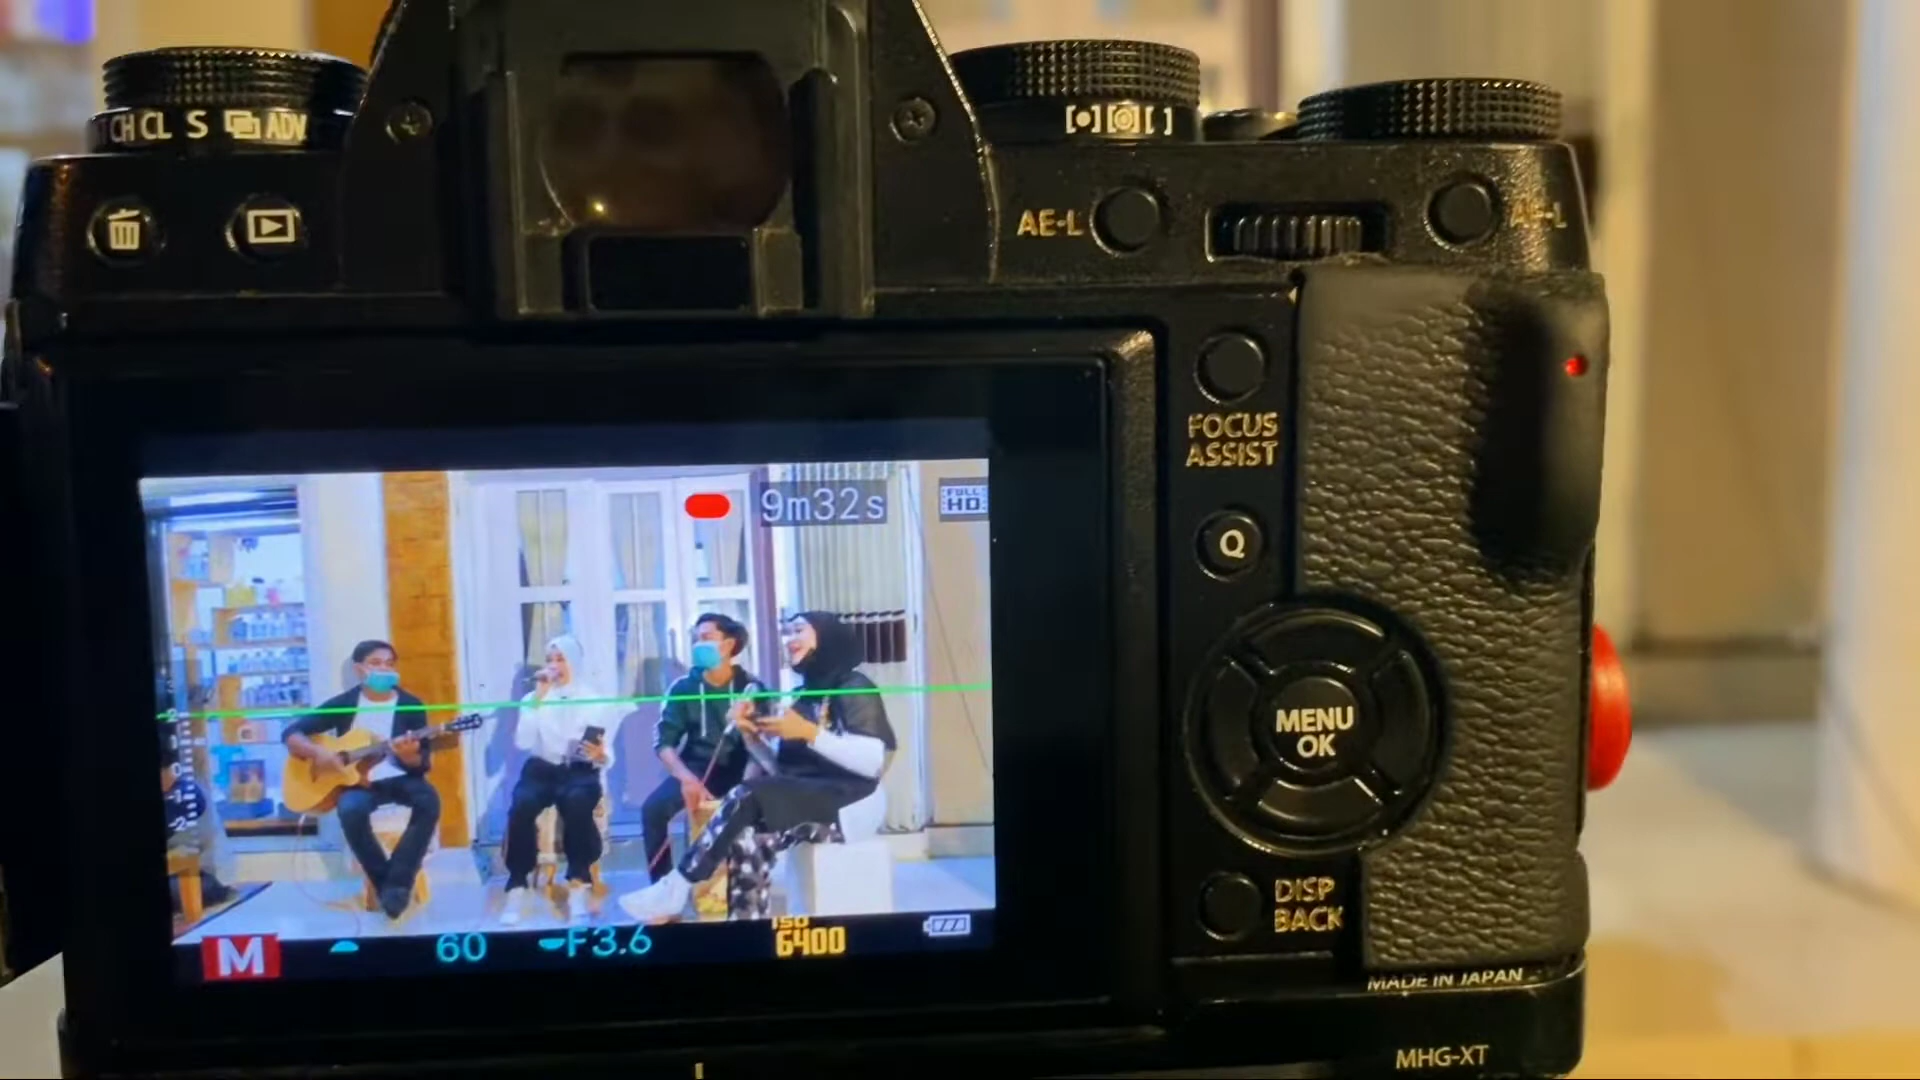 CH CL S ADV.
AE-L
AF-L
FOCUS
ASSIST
9m32s
FULL
HD
Q
MENU
OK
DISP
BACK
M
60
F3.6
ISO
6400
MADE IN JAPAN
MHG-XT